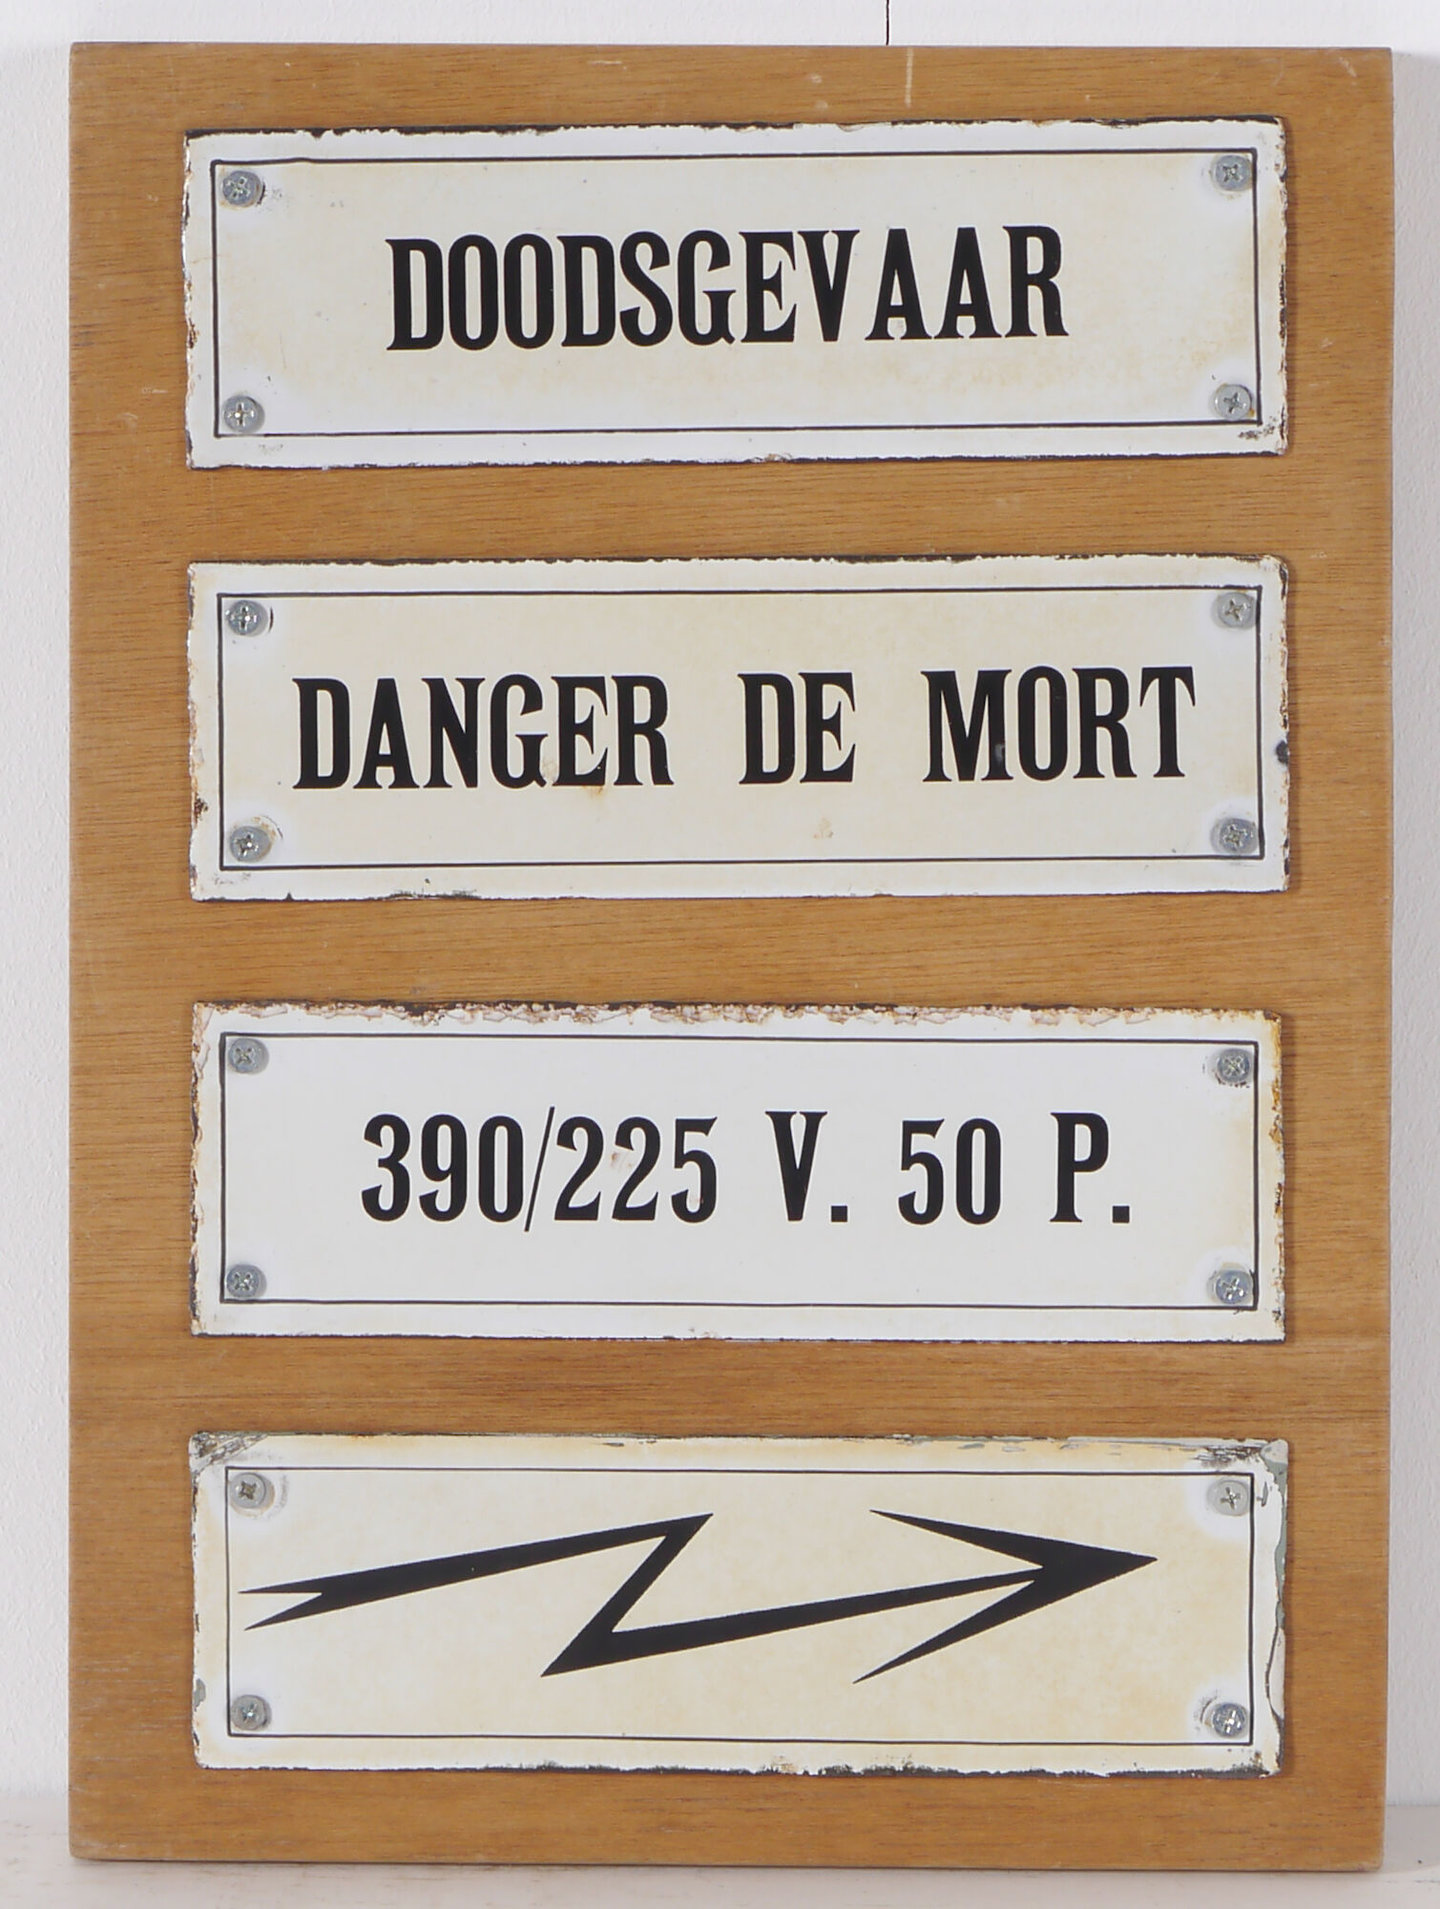 DOODSGEVAAR
DANGER DE MORT
390/225 V. 50 P.